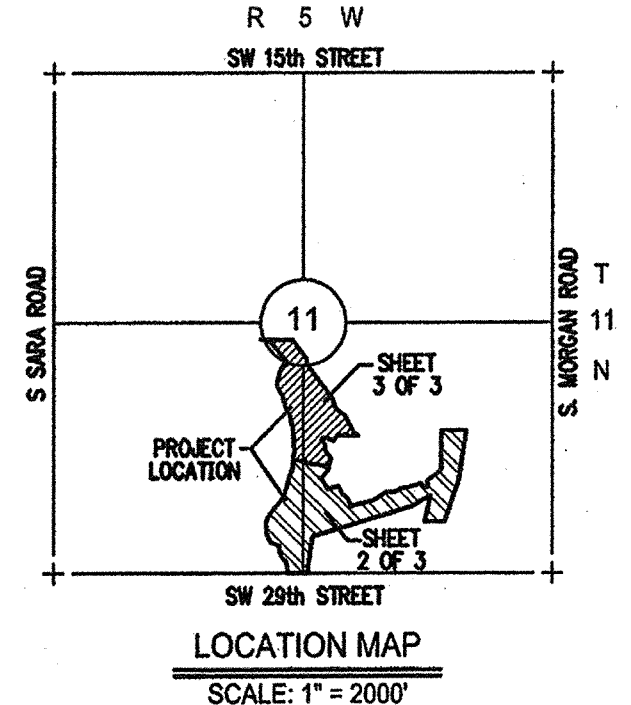 R 5 W
SW 15th STREET
S SARA ROAD
S. MORGAN ROAD
T
11
N
11
SHEET
3 OF 3
PROJECT
LOCATION
SHEET
2 OF 3
SW 29th STREET
LOCATION MAP
SCALE: 1" = 2000'